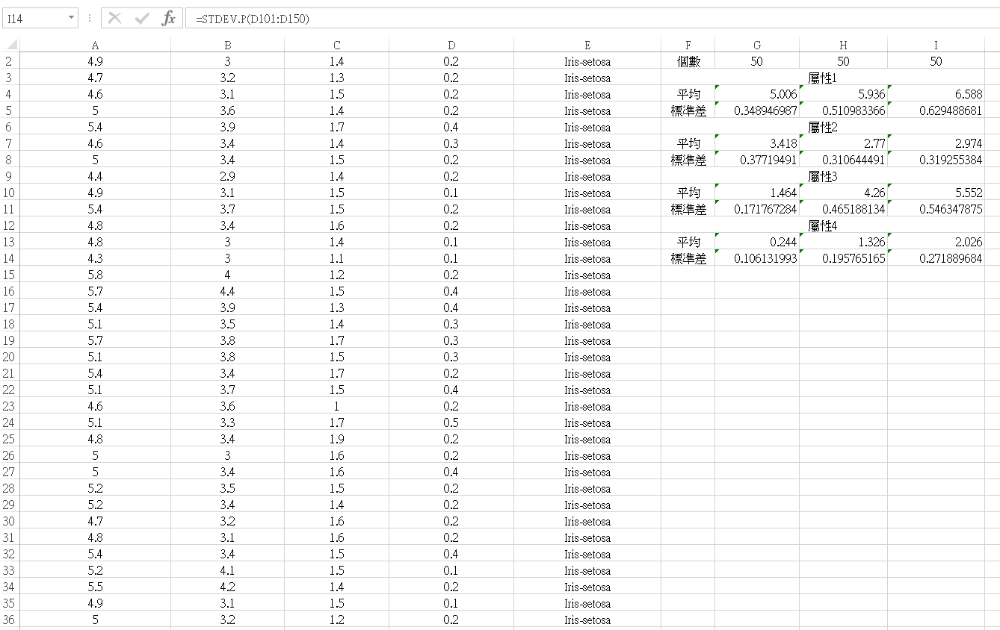 I14 fx =STDEV.P(D101:D150)
A B C D E F G H I
2 4.9 3 1.4 0.2 Iris-setosa 個數 50 50 50
3 4.7 3.2 1.3 0.2 Iris-setosa 屬性1
4 4.6 3.1 1.5 0.2 Iris-setosa 平均 5.006 5.936 6.588
5 5 3.6 1.4 0.2 Iris-setosa 標準差 0.348946987 0.510983366 0.629488681
6 5.4 3.9 1.7 0.4 Iris-setosa 屬性2
7 4.6 3.4 1.4 0.3 Iris-setosa 平均 3.418 2.77 2.974
8 5 3.4 1.5 0.2 Iris-setosa 標準差 0.37719491 0.310644491 0.319255384
9 4.4 2.9 1.4 0.2 Iris-setosa 屬性3
10 4.9 3.1 1.5 0.1 Iris-setosa 平均 1.464 4.26 5.552
11 5.4 3.7 1.5 0.2 Iris-setosa 標準差 0.171767284 0.465188134 0.546347875
12 4.8 3.4 1.6 0.2 Iris-setosa 屬性4
13 4.8 3 1.4 0.1 Iris-setosa 平均 0.244 1.326 2.026
14 4.3 3 1.1 0.1 Iris-setosa 標準差 0.106131993 0.195765165 0.271889684
15 5.8 4 1.2 0.2 Iris-setosa
16 5.7 4.4 1.5 0.4 Iris-setosa
17 5.4 3.9 1.3 0.4 Iris-setosa
18 5.1 3.5 1.4 0.3 Iris-setosa
19 5.7 3.8 1.7 0.3 Iris-setosa
20 5.1 3.8 1.5 0.3 Iris-setosa
21 5.4 3.4 1.7 0.2 Iris-setosa
22 5.1 3.7 1.5 0.4 Iris-setosa
23 4.6 3.6 1 0.2 Iris-setosa
24 5.1 3.3 1.7 0.5 Iris-setosa
25 4.8 3.4 1.9 0.2 Iris-setosa
26 5 3 1.6 0.2 Iris-setosa
27 5 3.4 1.6 0.4 Iris-setosa
28 5.2 3.5 1.5 0.2 Iris-setosa
29 5.2 3.4 1.4 0.2 Iris-setosa
30 4.7 3.2 1.6 0.2 Iris-setosa
31 4.8 3.1 1.6 0.2 Iris-setosa
32 5.4 3.4 1.5 0.4 Iris-setosa
33 5.2 4.1 1.5 0.1 Iris-setosa
34 5.5 4.2 1.4 0.2 Iris-setosa
35 4.9 3.1 1.5 0.1 Iris-setosa
36 5 3.2 1.2 0.2 Iris-setosa